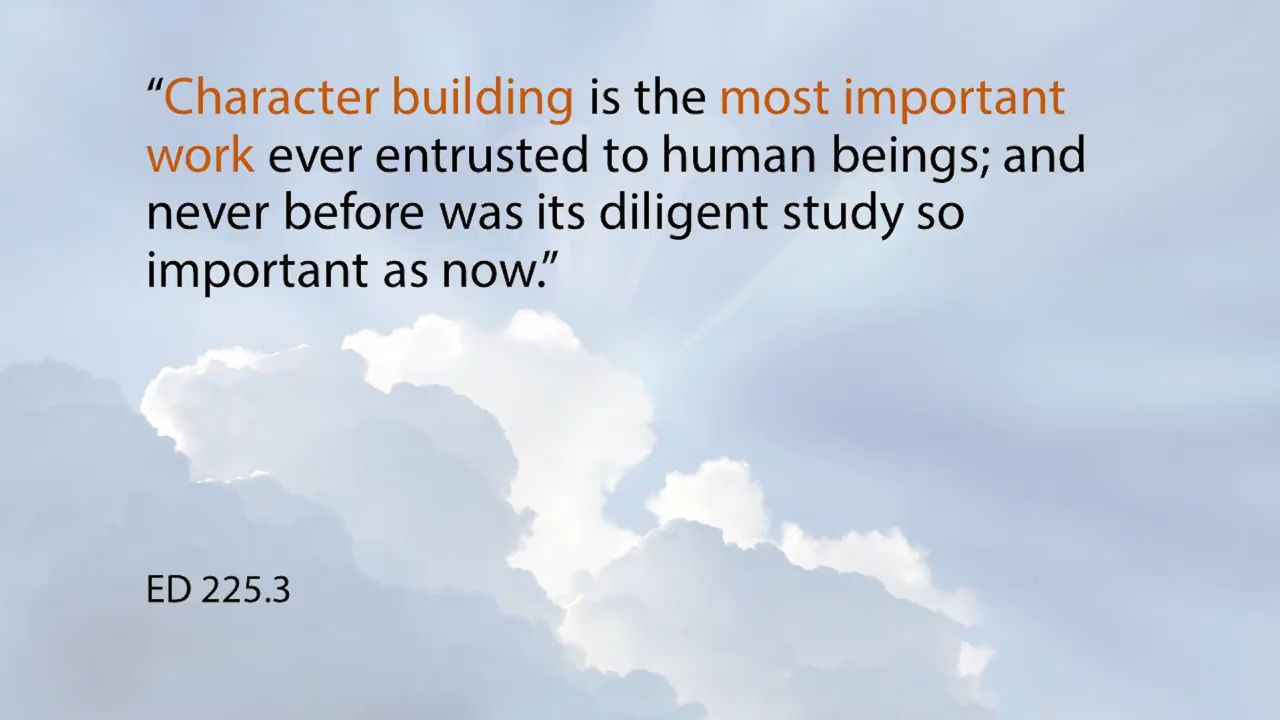 “Character building is the most important
work ever entrusted to human beings; and
never before was its diligent study so
important as now.”
ED 225.3